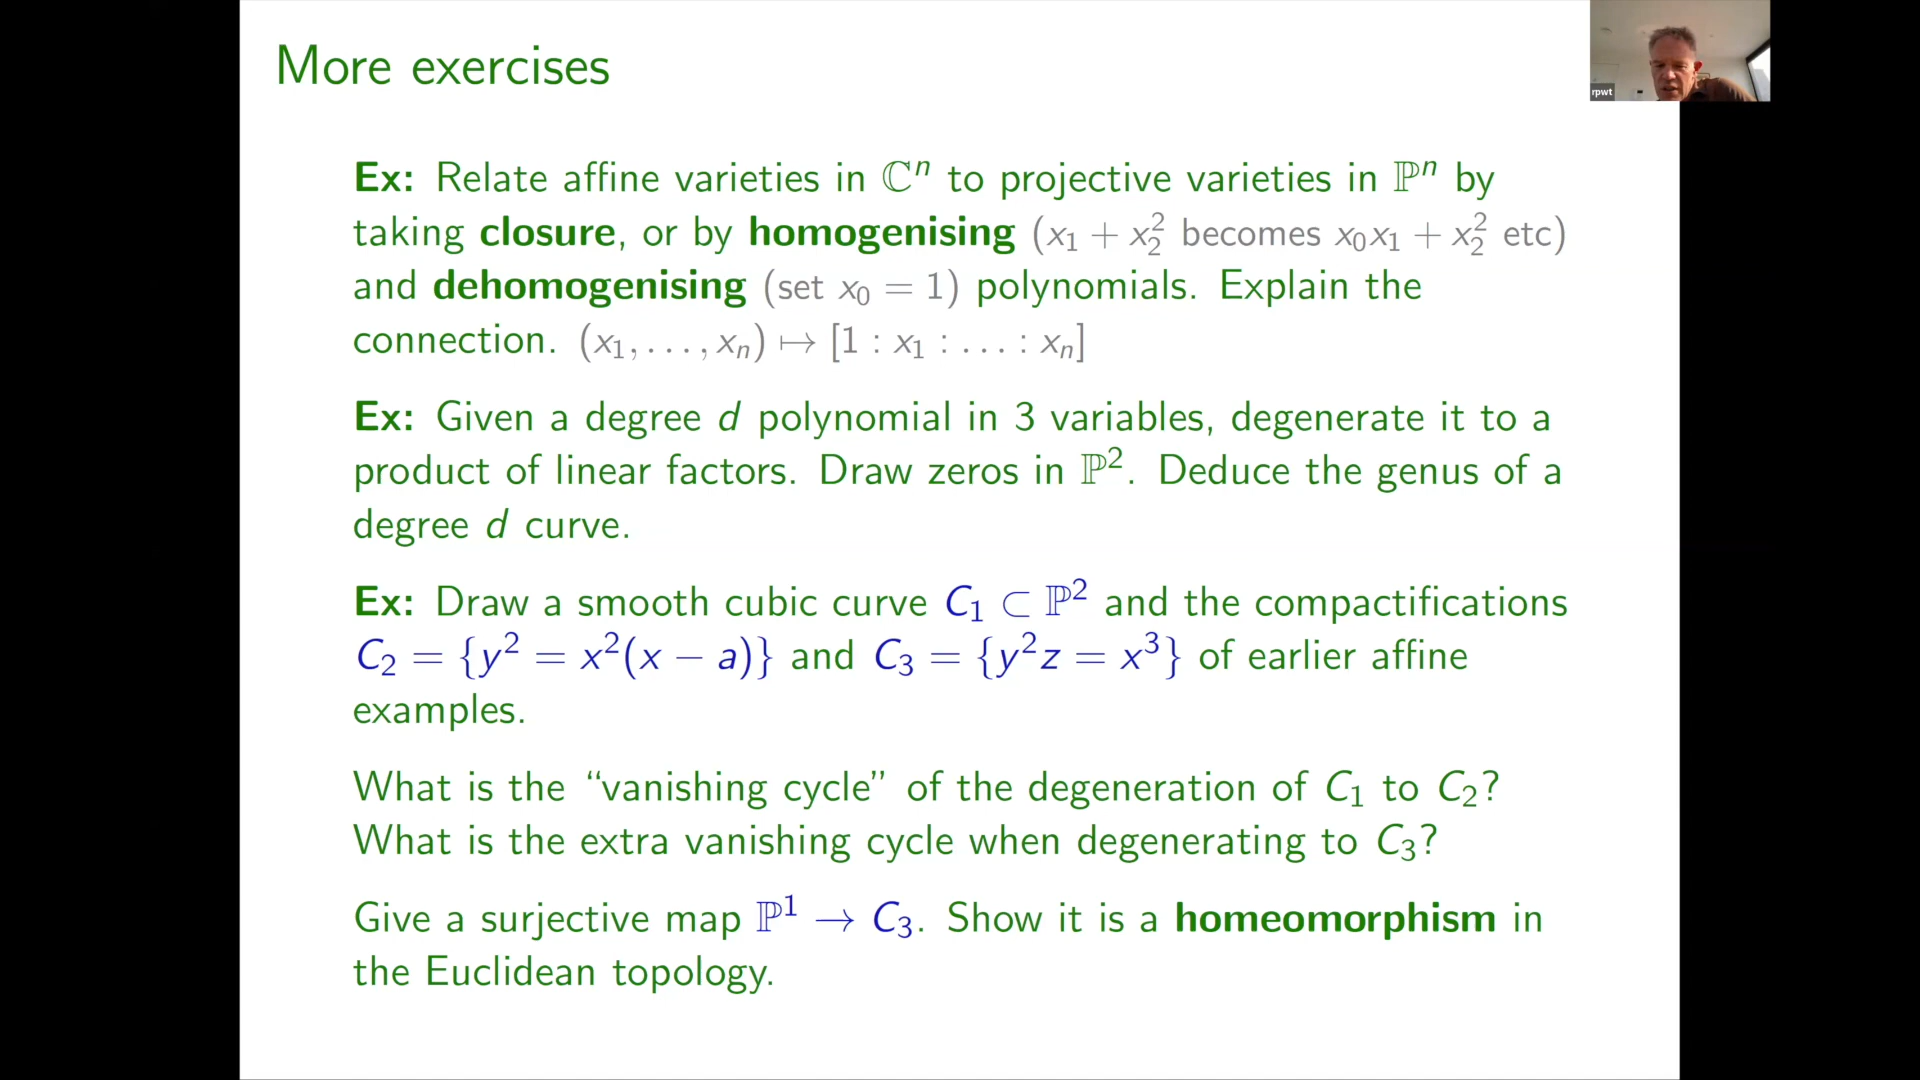 More exercises
rpwt
Ex: Relate affine varieties in ℂⁿ to projective varieties in ℙⁿ by
taking closure, or by homogenising (x₁ + x₂² becomes x₀x₁ + x₂² etc)
and dehomogenising (set x₀ = 1) polynomials. Explain the
connection. (x₁, . . . , xₙ) ↦ [1 : x₁ : . . . : xₙ]
Ex: Given a degree d polynomial in 3 variables, degenerate it to a
product of linear factors. Draw zeros in ℙ². Deduce the genus of a
degree d curve.
Ex: Draw a smooth cubic curve C₁ ⊂ ℙ² and the compactifications
C₂ = {y² = x²(x − a)} and C₃ = {y²z = x³} of earlier affine
examples.
What is the “vanishing cycle” of the degeneration of C₁ to C₂?
What is the extra vanishing cycle when degenerating to C₃?
Give a surjective map ℙ¹ → C₃. Show it is a homeomorphism in
the Euclidean topology.